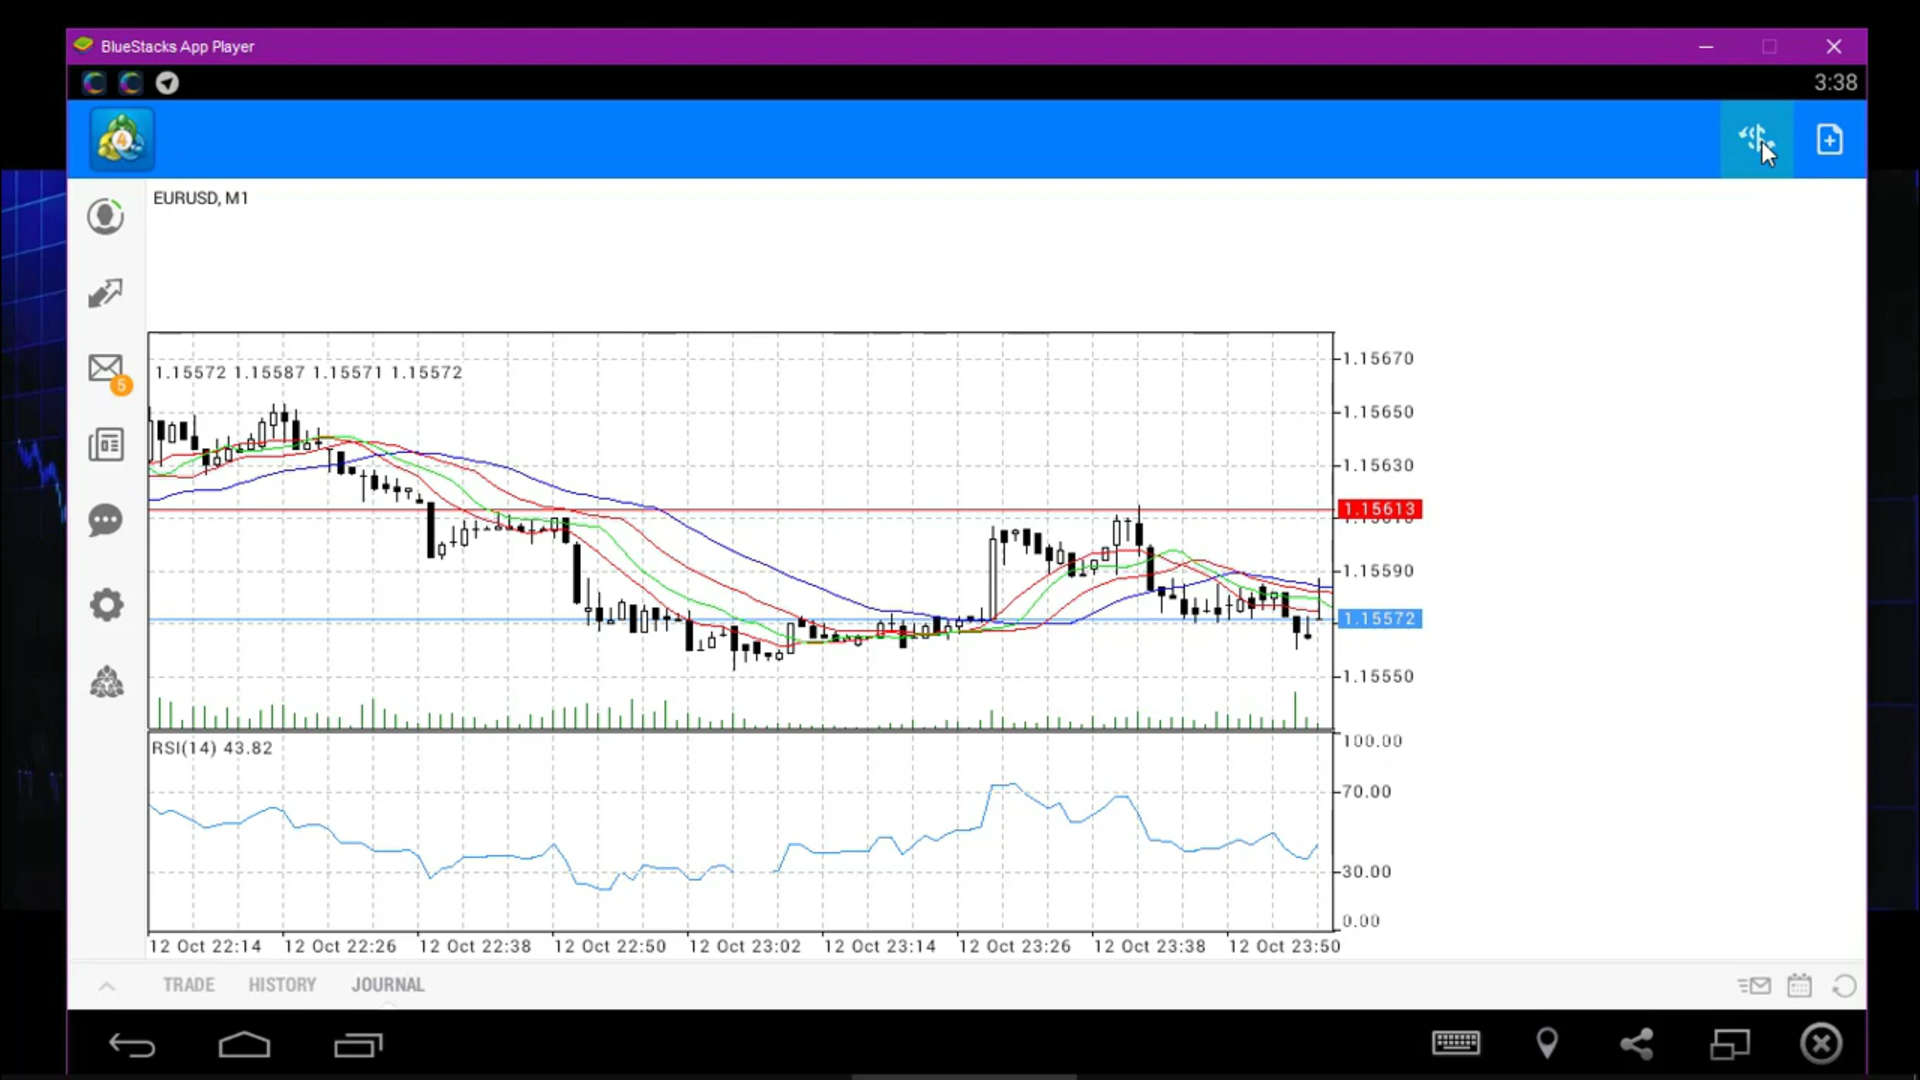 BlueStacks App Player
3:38
4
EURUSD, M1
1.15572 1.15587 1.15571 1.15572
1.15670
1.15650
1.15630
1.15613
1.15590
1.15572
1.15550
5
RSI(14) 43.82
100.00
70.00
30.00
0.00
12 Oct 22:14 12 Oct 22:26 12 Oct 22:38 12 Oct 22:50 12 Oct 23:02 12 Oct 23:14 12 Oct 23:26 12 Oct 23:38 12 Oct 23:50
TRADE HISTORY JOURNAL